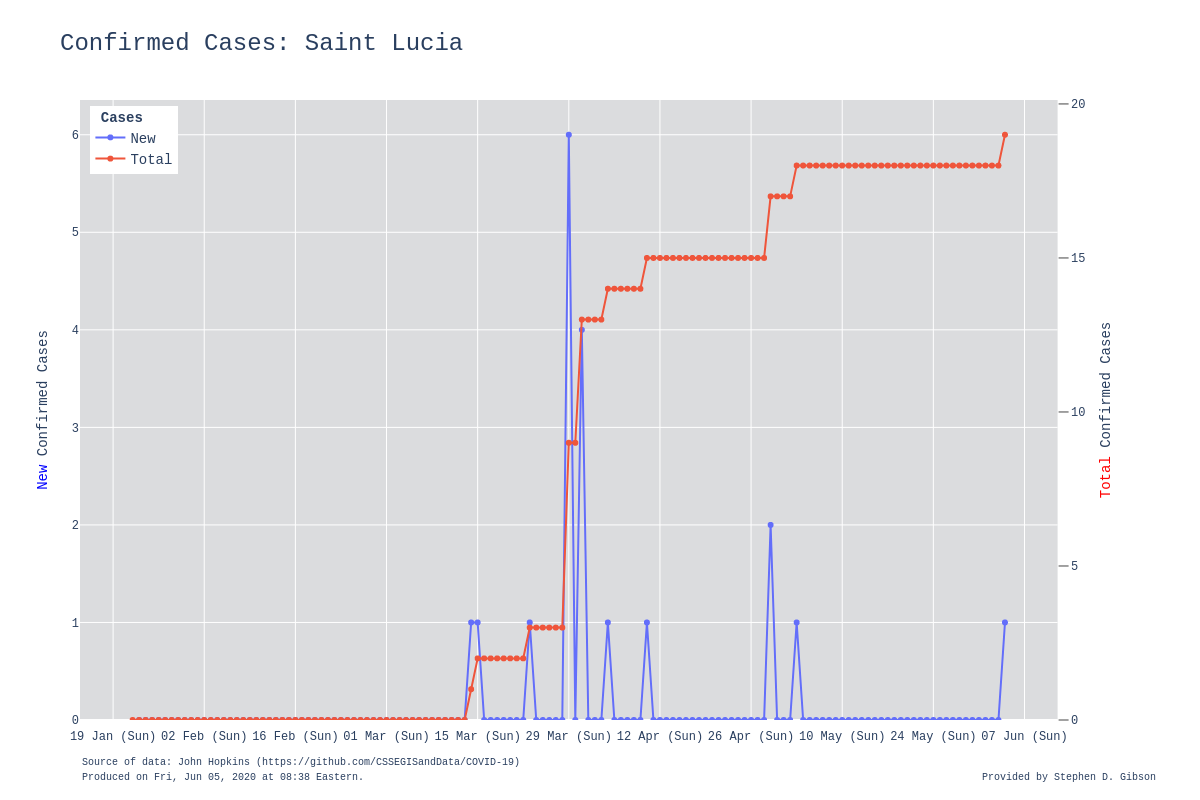 Confirmed Cases: Saint Lucia
Cases
New
Total
6
5
4
3
2
1
0
New Confirmed Cases
20
15
10
5
0
Total Confirmed Cases
19 Jan (Sun) 02 Feb (Sun) 16 Feb (Sun) 01 Mar (Sun) 15 Mar (Sun) 29 Mar (Sun) 12 Apr (Sun) 26 Apr (Sun) 10 May (Sun) 24 May (Sun) 07 Jun (Sun)
Source of data: John Hopkins (https://github.com/CSSEGISandData/COVID-19)
Produced on Fri, Jun 05, 2020 at 08:38 Eastern.
Provided by Stephen D. Gibson